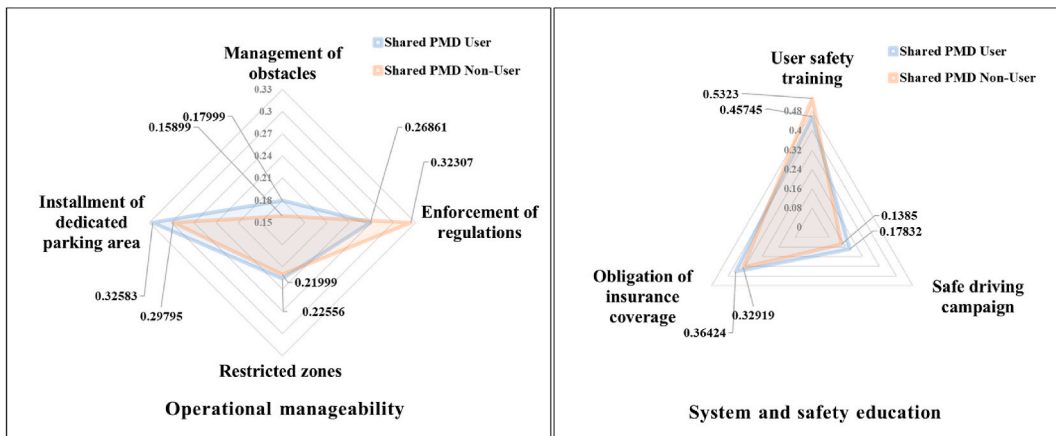 Shared PMD User
Shared PMD Non-User
Management of
obstacles
0.33
0.3
0.27
0.24
0.21
0.18
0.15
0.17999
0.15899
0.26861
0.32307
Installment of
dedicated
parking area
Enforcement of
regulations
0.32583
0.29795
0.21999
0.22556
Restricted zones
Operational manageability
Shared PMD User
Shared PMD Non-User
User safety
training
0.5323
0.45745
0.48
0.4
0.32
0.24
0.16
0.08
0
0.1385
0.17832
Obligation of
insurance
coverage
Safe driving
campaign
0.32919
0.36424
System and safety education